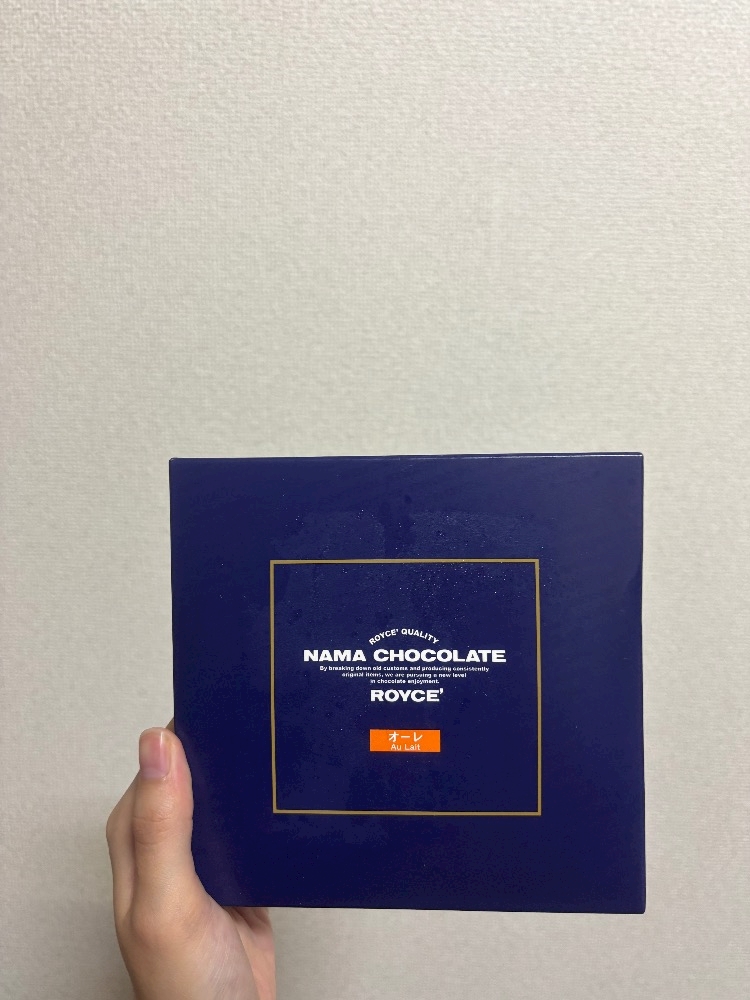 ROYCE' QUALITY
NAMA CHOCOLATE
By breaking down old customs and producing consistently
original items, we are pursuing a new level
in chocolate enjoyment.
ROYCE'
オーレ
Au Lait